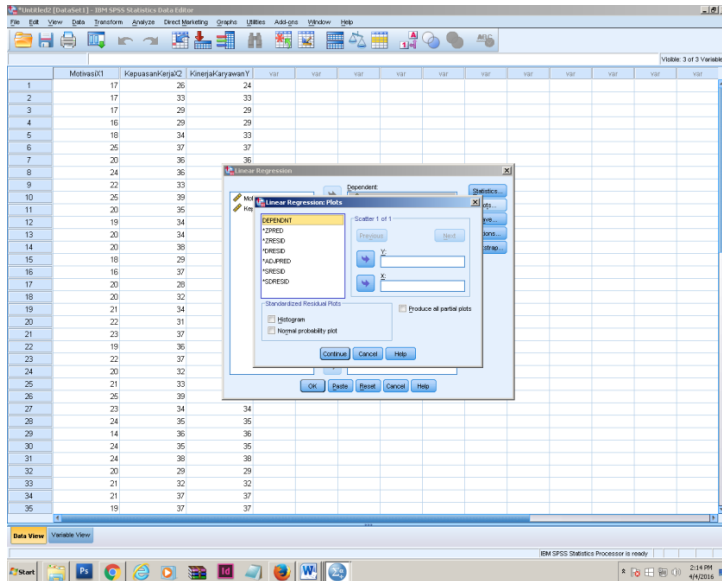 *Untitled2 [DataSet1] - IBM SPSS Statistics Data Editor
File Edit View Data Transform Analyze Direct Marketing Graphs Utilities Add-ons Window Help
Visible: 3 of 3 Variable
MotivasiX1 KepuasanKerjaX2 KinerjaKaryawanY var var var var var var var var var
1 17 26 24
2 17 33 33
3 17 29 29
4 16 29 29
5 18 34 33
6 25 37 37
7 20 36 36
8 24 36
9 22 33
10 25 39
11 20 35
12 19 34
13 20 34
14 20 38
15 18 29
16 16 37
17 20 28
18 20 32
19 21 34
20 22 31
21 23 37
22 19 36
23 22 37
24 20 32
25 21 33
26 25 39
27 23 34 34
28 24 35 35
29 14 36 36
30 24 35 35
31 24 38 38
32 20 29 29
33 21 32 32
34 21 37 37
35 19 37 37
Linear Regression
Dependent:
Statistics...
Linear Regression: Plots
DEPENDNT
*ZPRED
*ZRESID
*DRESID
*ADJPRED
*SRESID
*SDRESID
Scatter 1 of 1
Previous Next
Y:
X:
Standardized Residual Plots
Histogram
Normal probability plot
Produce all partial plots
Continue Cancel Help
OK Paste Reset Cancel Help
Data View Variable View
IBM SPSS Statistics Processor is ready
Start Ps Id W
2:14 PM
4/4/2016